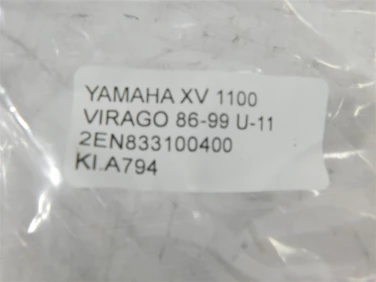 YAMAHA XV 1100
VIRAGO 86-99 U-11
2EN833100400
KI.A794